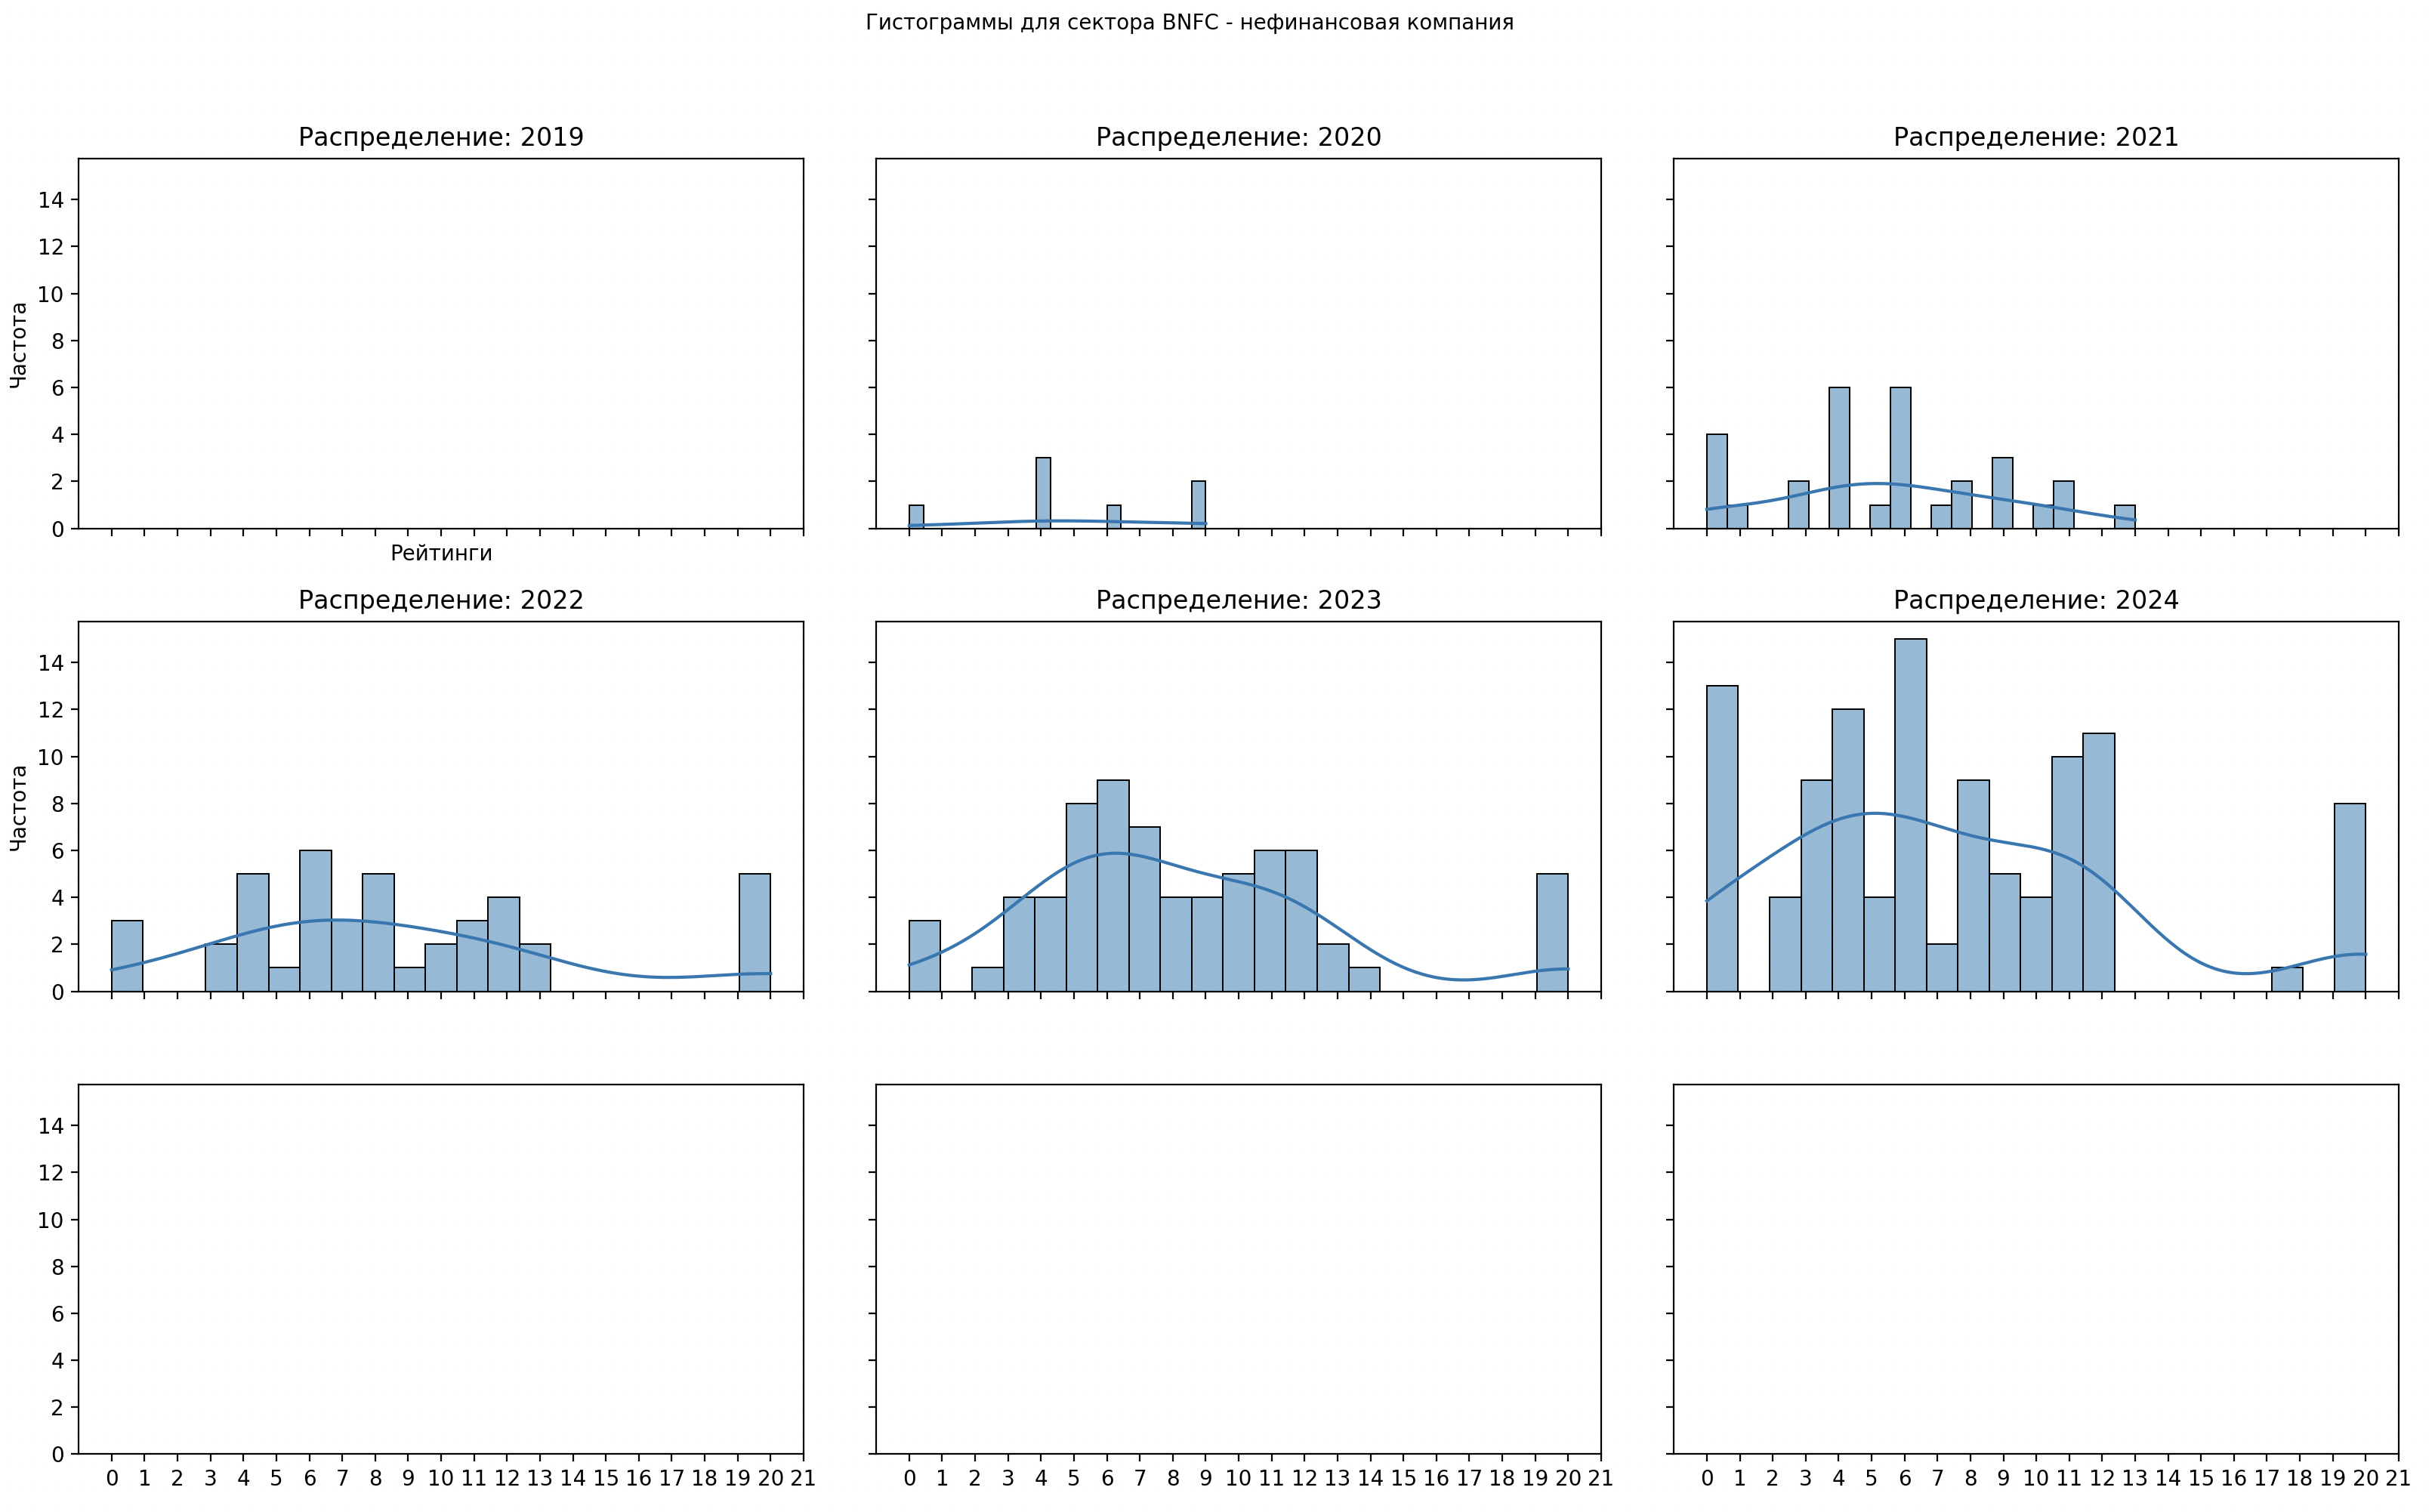 Гистограммы для сектора BNFC - нефинансовая компания
Распределение: 2019
Распределение: 2020
Распределение: 2021
14
12
10
8
6
4
2
0
Частота
Рейтинги
Распределение: 2022
Распределение: 2023
Распределение: 2024
14
12
10
8
6
4
2
0
Частота
14
12
10
8
6
4
2
0
0 1 2 3 4 5 6 7 8 9 10 11 12 13 14 15 16 17 18 19 20 21
0 1 2 3 4 5 6 7 8 9 10 11 12 13 14 15 16 17 18 19 20 21
0 1 2 3 4 5 6 7 8 9 10 11 12 13 14 15 16 17 18 19 20 21